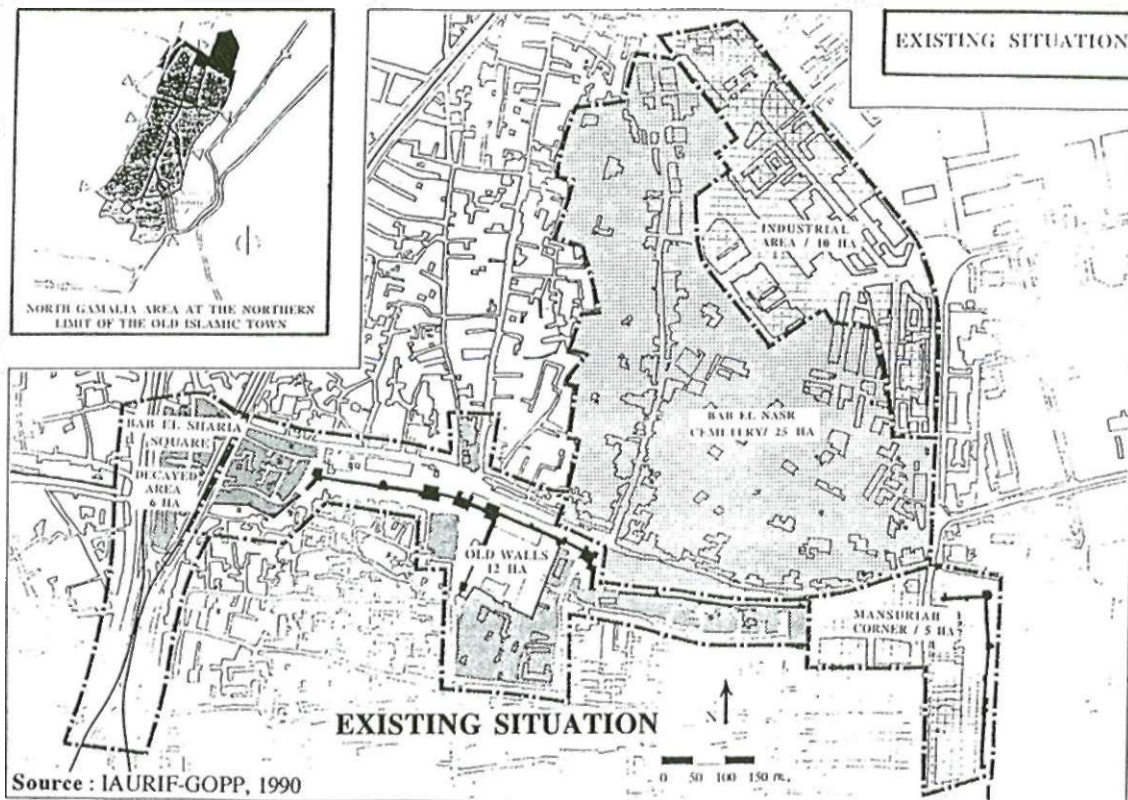 EXISTING SITUATION
NORTH GAMALIA AREA AT THE NORTHERN
LIMIT OF THE OLD ISLAMIC TOWN
INDUSTRIAL
AREA / 10 HA
BAB EL NASR
CEMETERY/ 25 HA
BAB EL SHARIA
SQUARE
DECAYED
AREA
6 HA
OLD WALLS
12 HA
MANSURIAH
CORNER / 5 HA
EXISTING SITUATION
N
0 50 100 150 m.
Source : IAURIF-GOPP, 1990